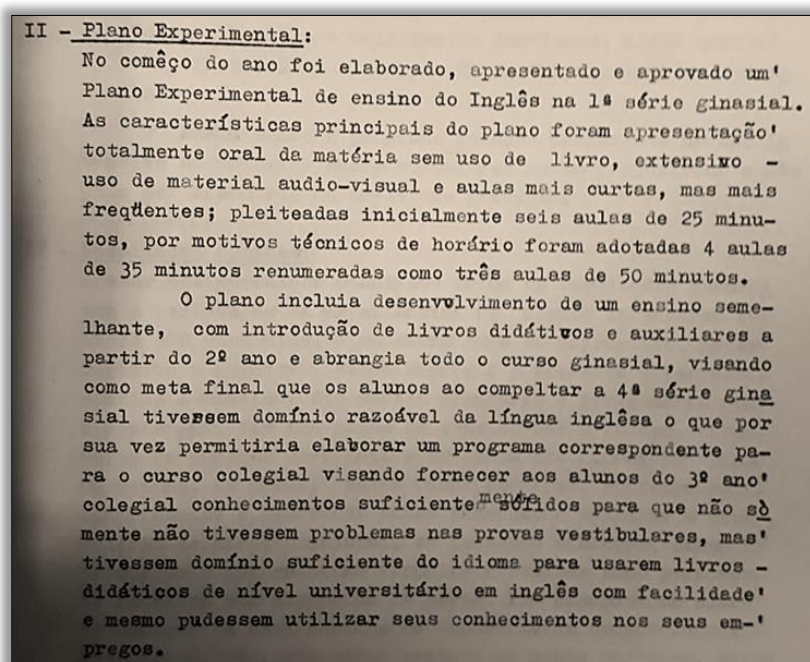 II - Plano Experimental:
No comêço do ano foi elaborado, apresentado e aprovado um'
Plano Experimental de ensino do Inglês na 1ª série ginasial.
As características principais do plano foram apresentação'
totalmente oral da matéria sem uso de livro, extensivo -
uso de material audio-visual e aulas mais curtas, mas mais
freqüentes; pleiteadas inicialmente seis aulas de 25 minu-
tos, por motivos técnicos de horário foram adotadas 4 aulas
de 35 minutos renumeradas como três aulas de 50 minutos.
O plano incluia desenvolvimento de um ensino seme-
lhante, com introdução de livros didáticos e auxiliares a
partir do 2º ano e abrangia todo o curso ginasial, visando
como meta final que os alunos ao compeltar a 4ª série gina
sial tivessem domínio razoável da língua inglêsa o que por
sua vez permitiria elaborar um programa correspondente pa-
ra o curso colegial visando fornecer aos alunos do 3º ano'
colegial conhecimentos suficientemente sólidos para que não sò
mente não tivessem problemas nas provas vestibulares, mas'
tivessem domínio suficiente do idioma para usarem livros -
didáticos de nível universitário em inglês com facilidade'
e mesmo pudessem utilizar seus conhecimentos nos seus em-'
pregos.